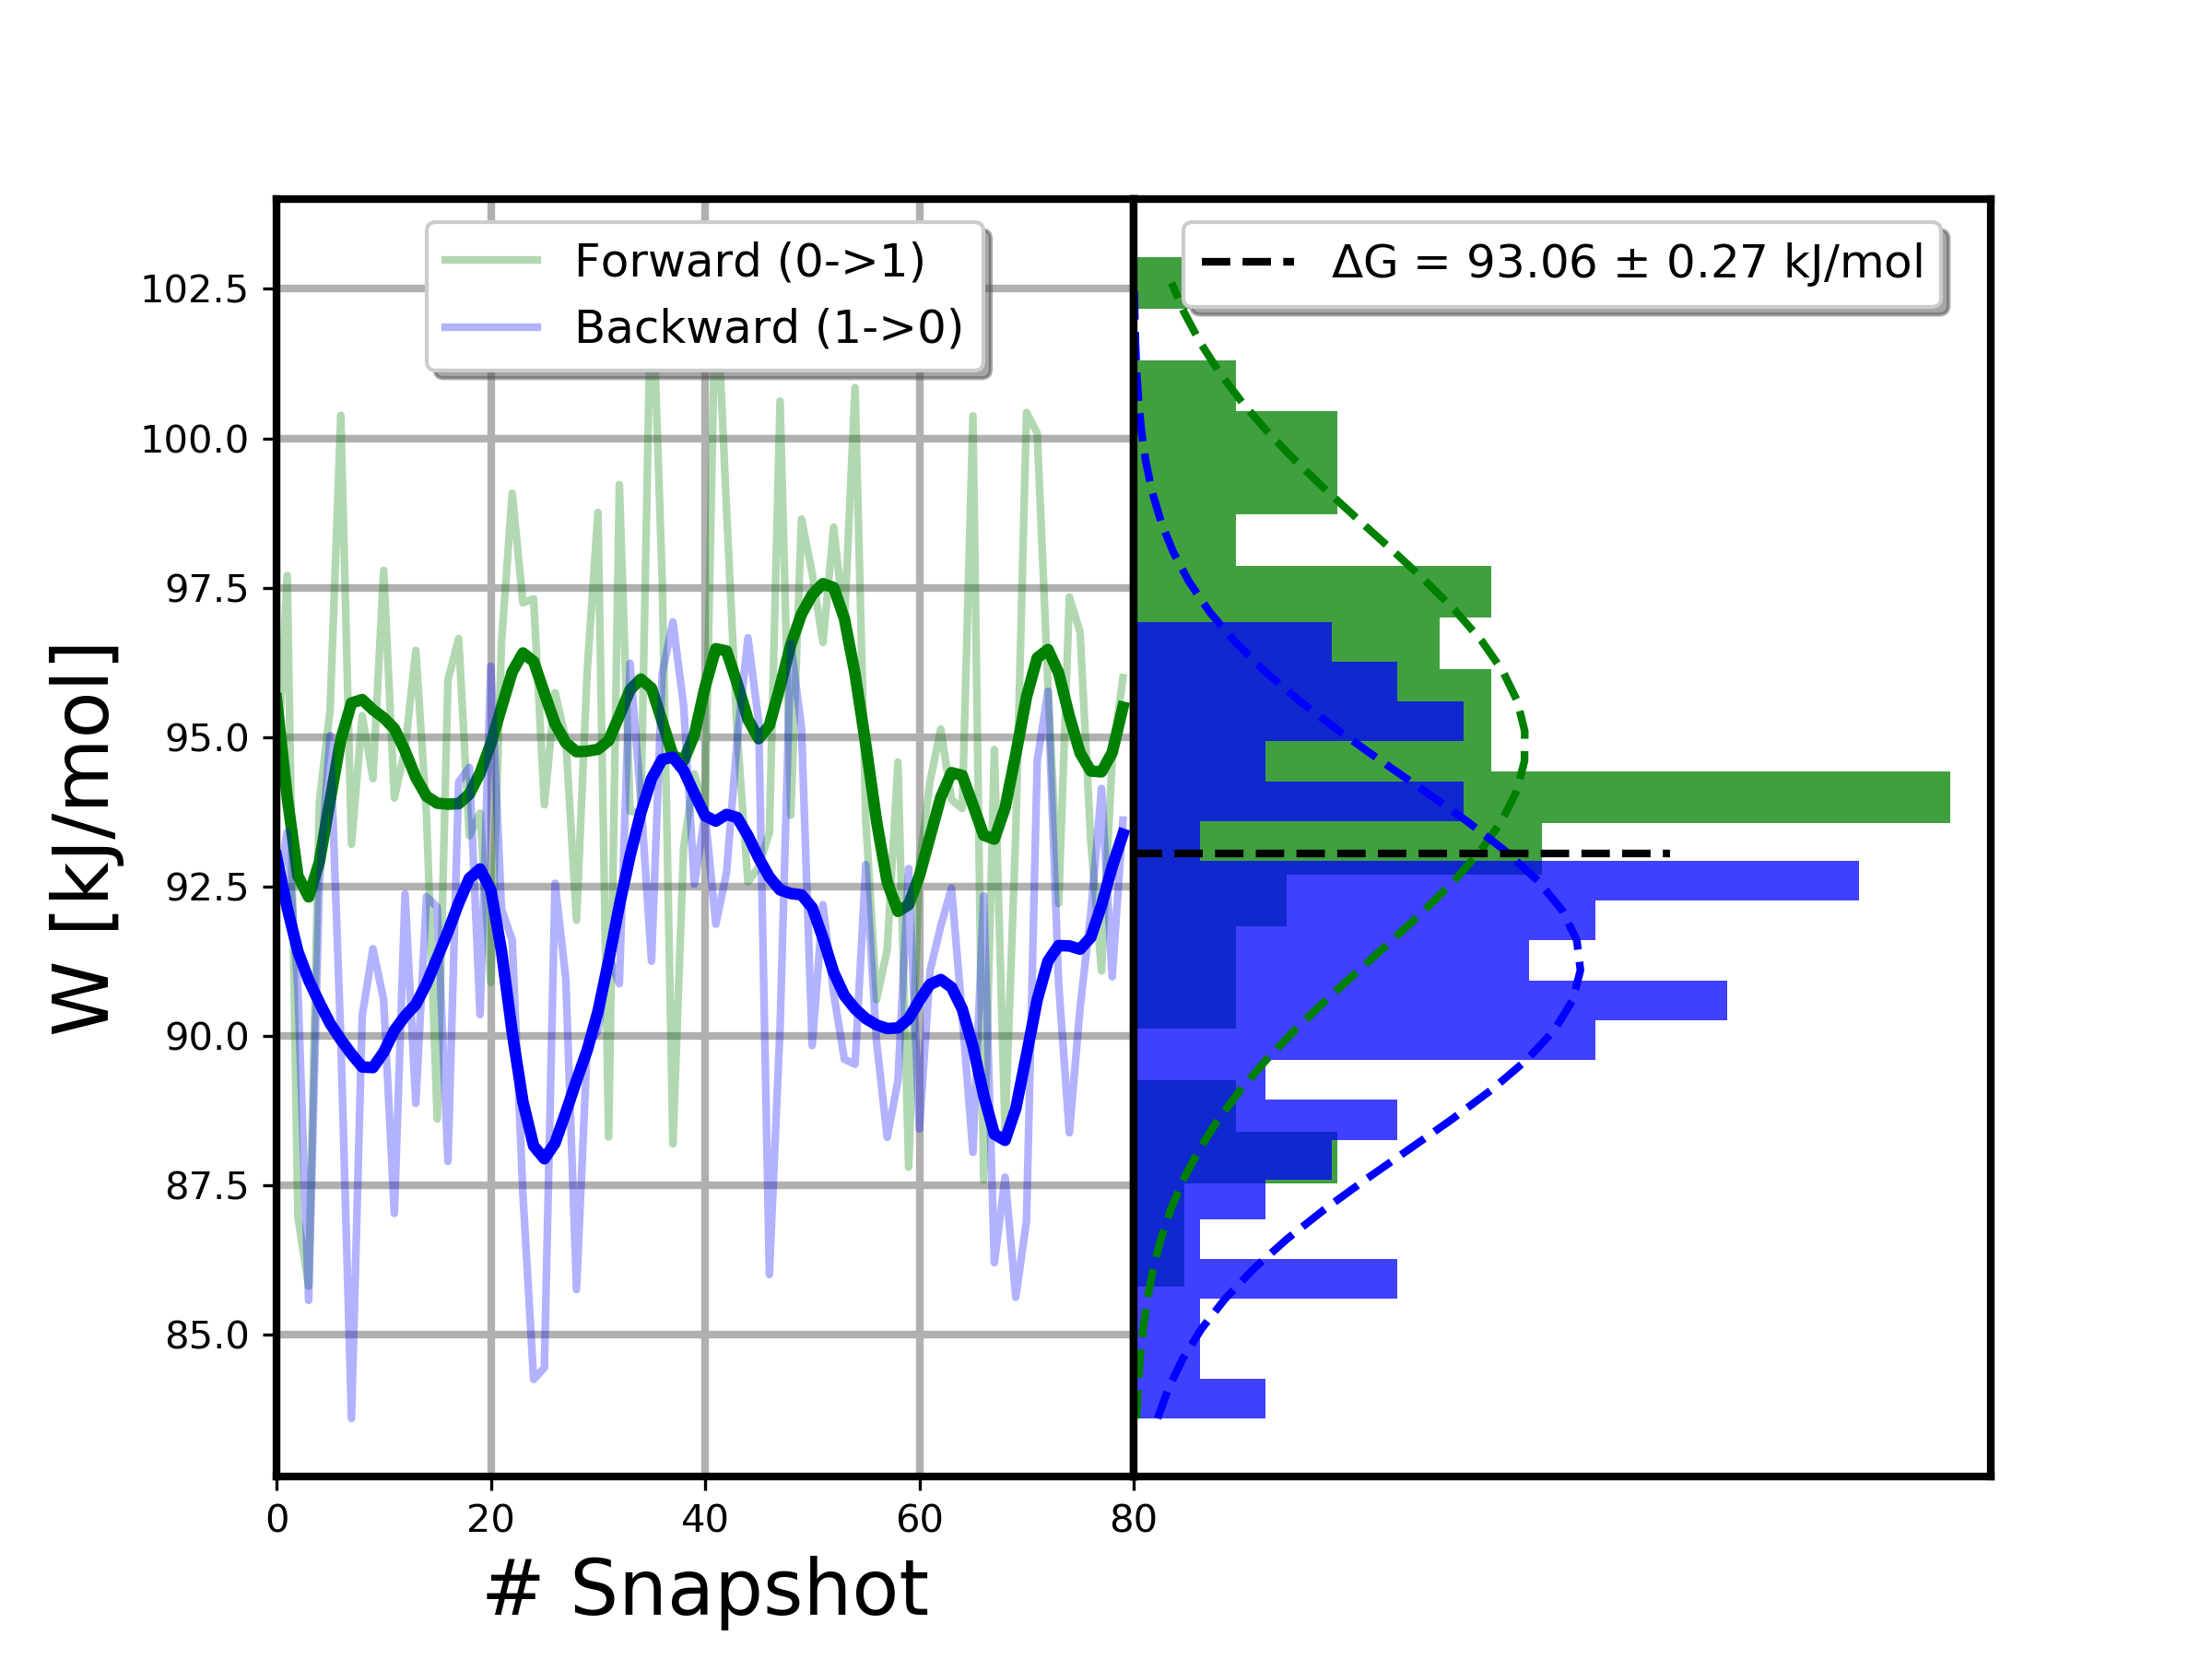 Forward (0->1)
Backward (1->0)
ΔG = 93.06 ± 0.27 kJ/mol
W [kJ/mol]
102.5
100.0
97.5
95.0
92.5
90.0
87.5
85.0
0 20 40 60 80
# Snapshot